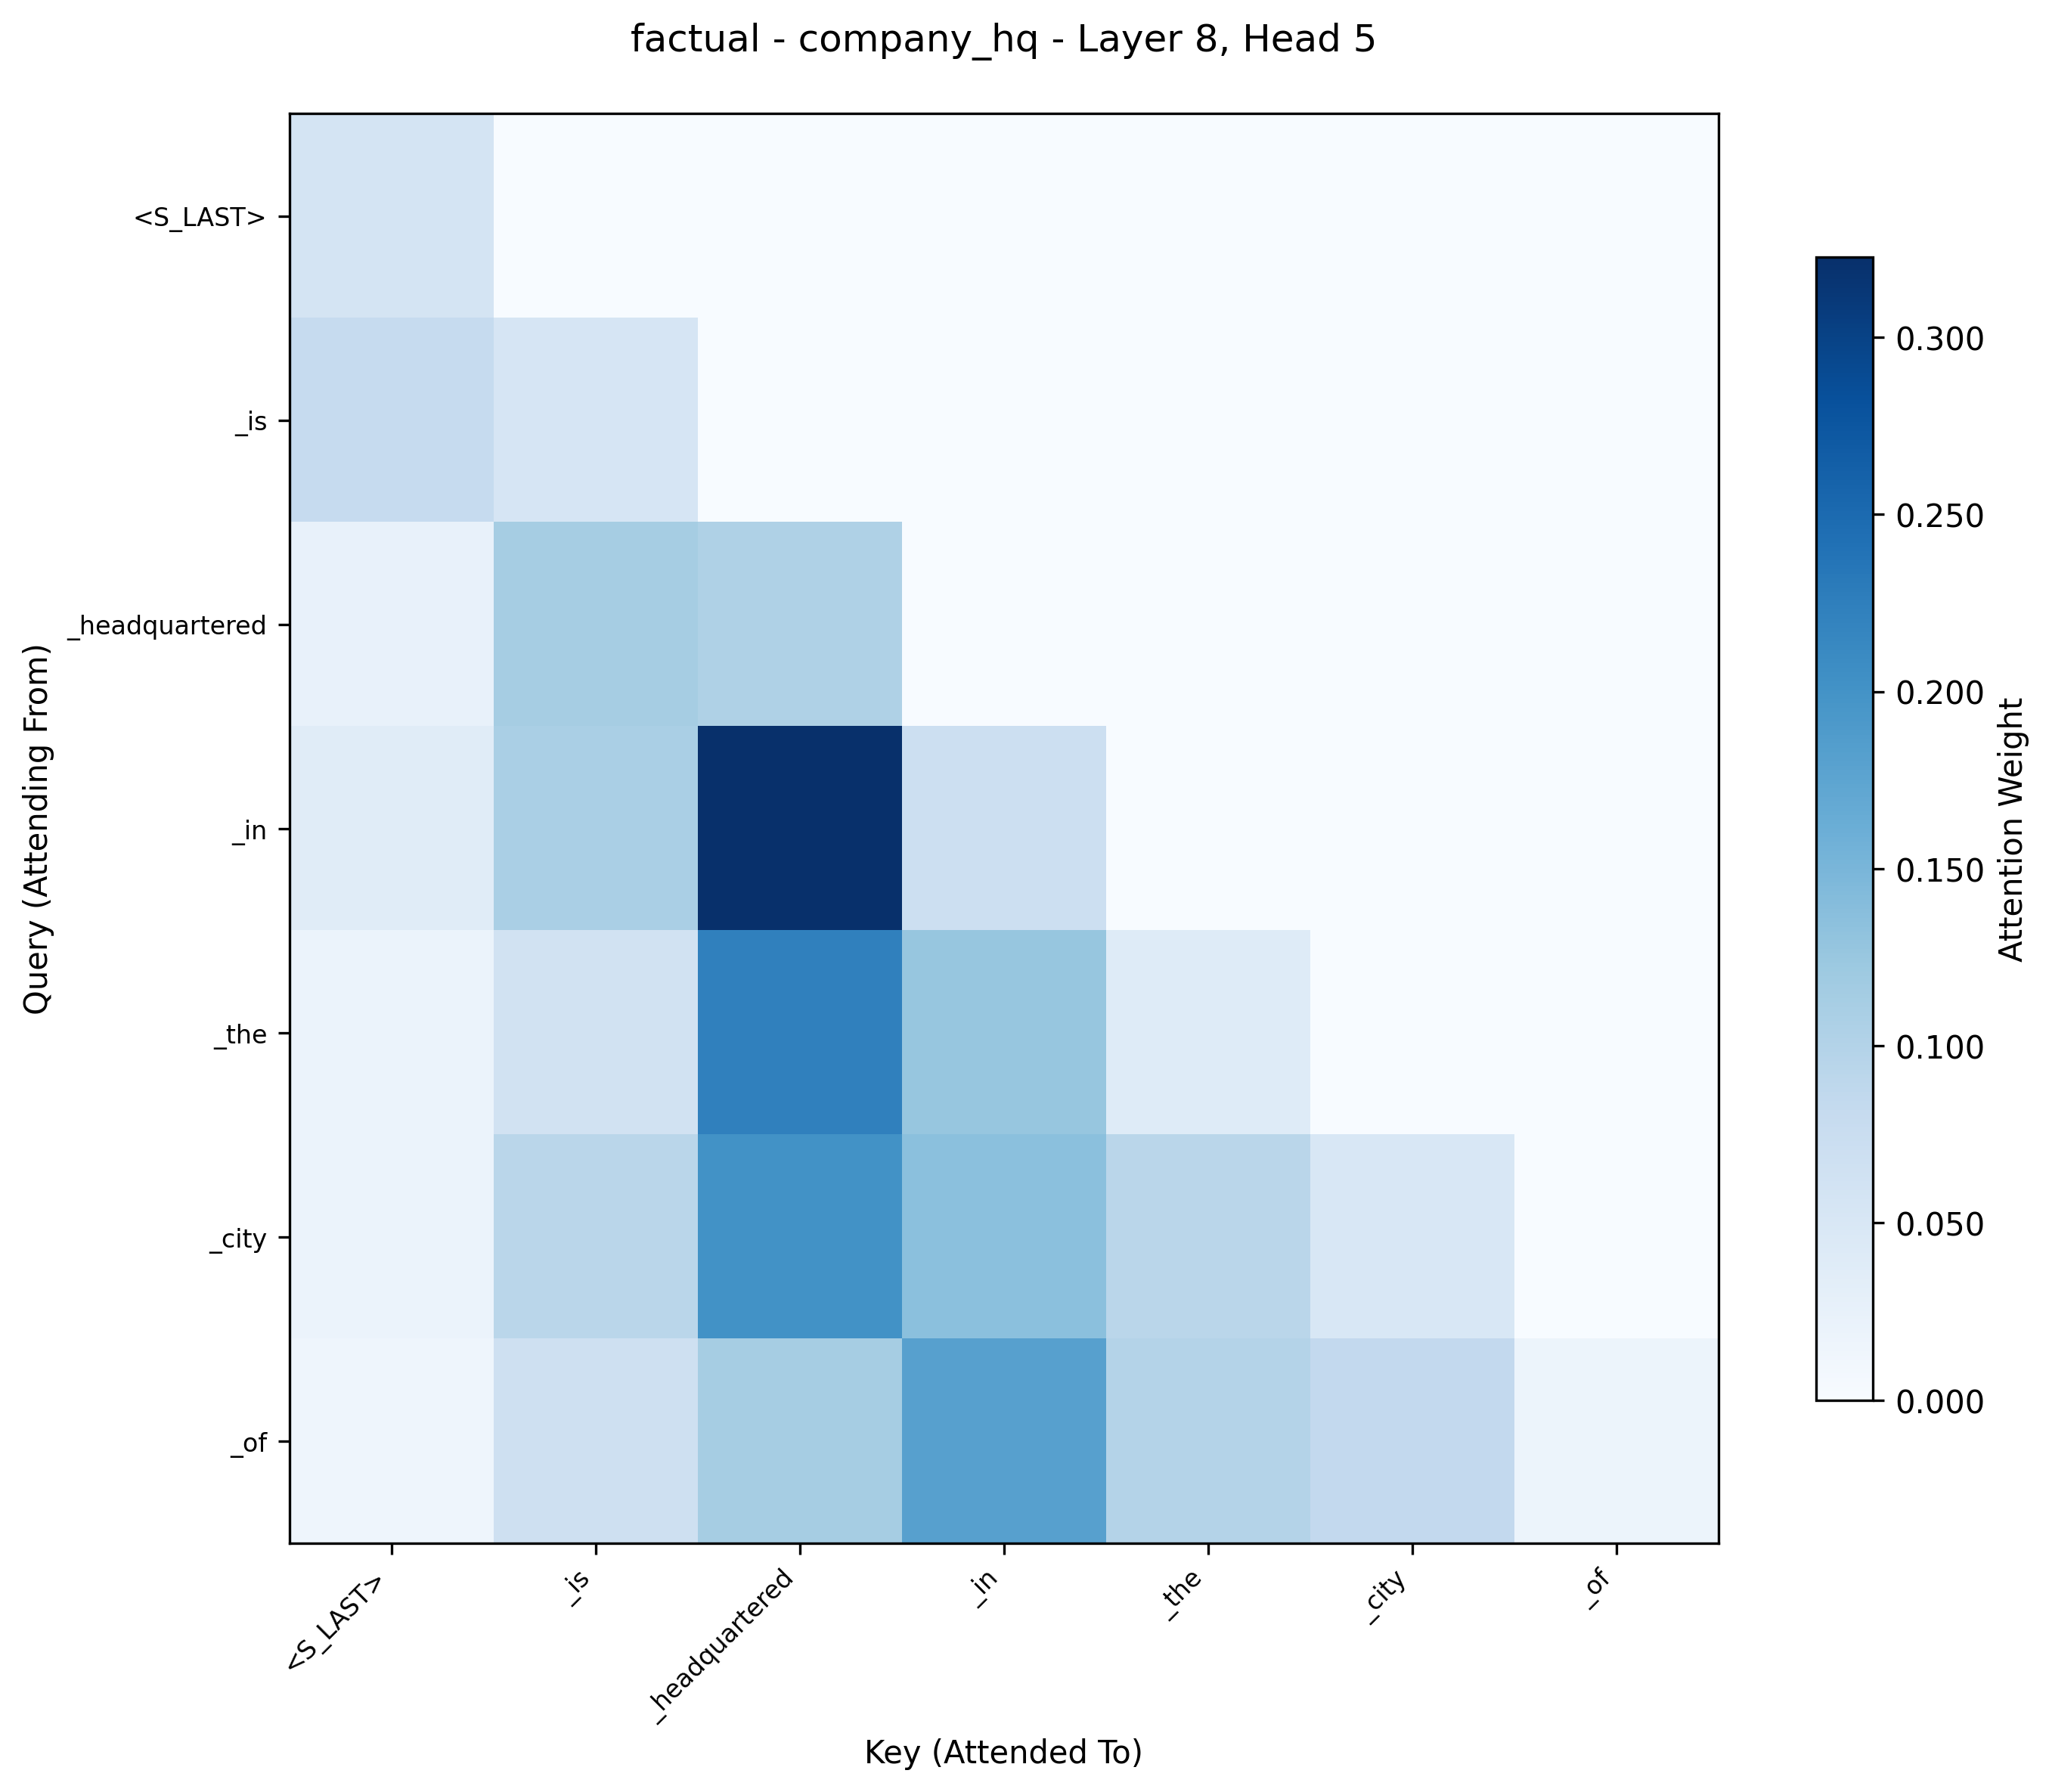 factual - company_hq - Layer 8, Head 5
Query (Attending From)
<S_LAST>
_is
_headquartered
_in
_the
_city
_of
<S_LAST>
_is
_headquartered
_in
_the
_city
_of
Key (Attended To)
0.300
0.250
0.200
0.150
0.100
0.050
0.000
Attention Weight